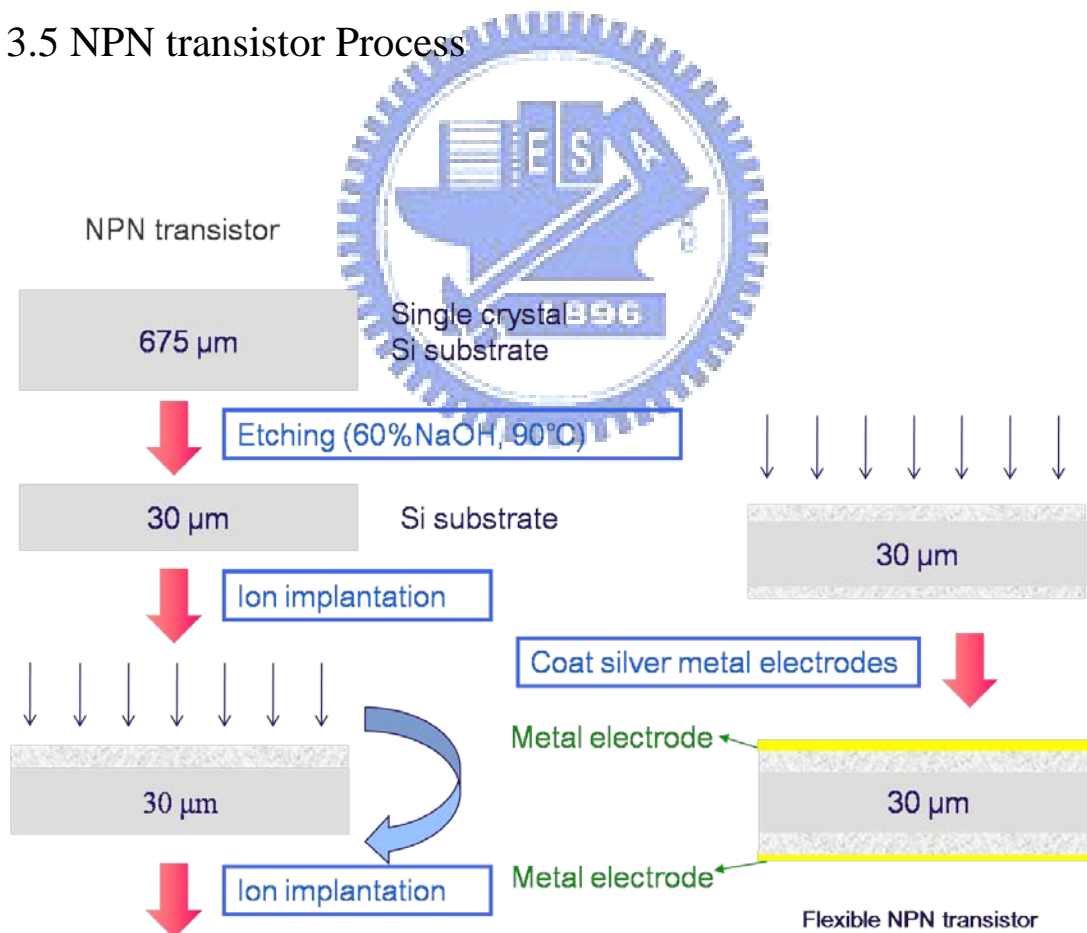 3.5 NPN transistor Process
ESA
1896
NPN transistor
675 μm
Single crystal
Si substrate
Etching (60%NaOH, 90°C)
30 μm
Si substrate
Ion implantation
30 μm
Ion implantation
30 μm
Coat silver metal electrodes
Metal electrode
30 μm
Metal electrode
Flexible NPN transistor